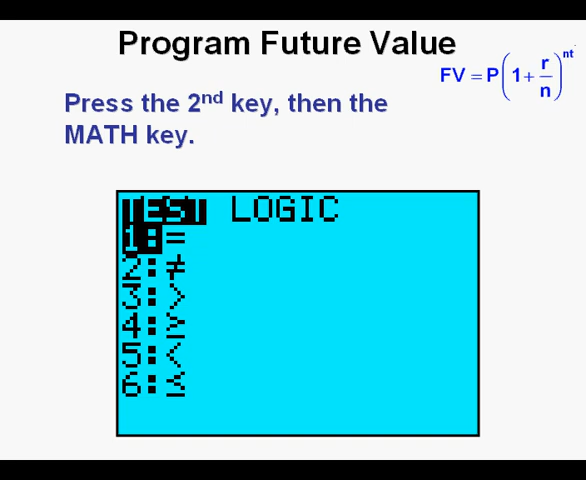 Program Future Value
FV = P(1 + r/n)^nt
Press the 2nd key, then the
MATH key.
TEST LOGIC
1:=
2:≠
3:>
4:≥
5:<
6:≤